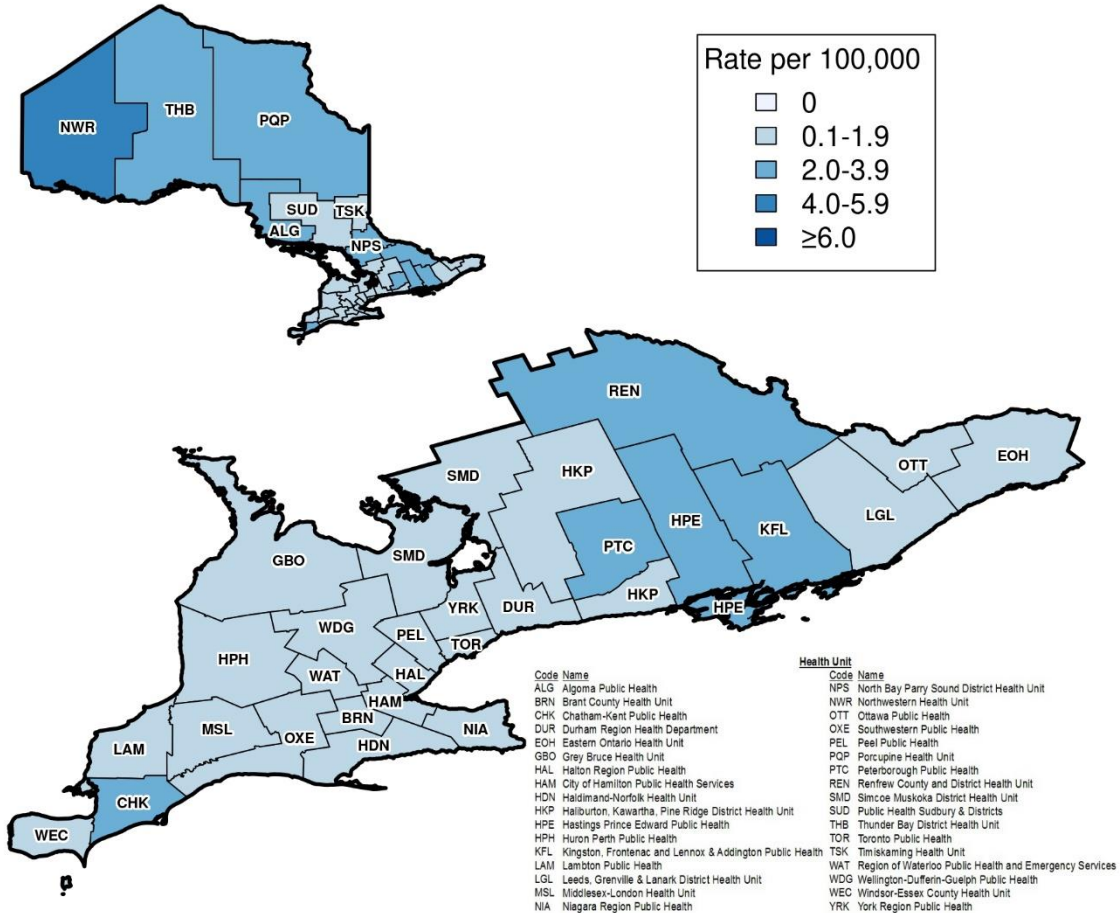 Rate per 100,000
0
0.1-1.9
2.0-3.9
4.0-5.9
≥6.0
NWR
THB
PQP
SUD
TSK
ALG
NPS
REN
SMD
HKP
OTT
EOH
HPE
KFL
LGL
PTC
GBO
SMD
HKP
HPE
YRK
DUR
WDG
PEL
TOR
HPH
WAT
HAL
HAM
BRN
MSL
OXE
HDN
NIA
LAM
CHK
WEC
Health Unit
Code Name
ALG Algoma Public Health
BRN Brant County Health Unit
CHK Chatham-Kent Public Health
DUR Durham Region Health Department
EOH Eastern Ontario Health Unit
GBO Grey Bruce Health Unit
HAL Halton Region Public Health
HAM City of Hamilton Public Health Services
HDN Haldimand-Norfolk Health Unit
HKP Haliburton, Kawartha, Pine Ridge District Health Unit
HPE Hastings Prince Edward Public Health
HPH Huron Perth Public Health
KFL Kingston, Frontenac and Lennox & Addington Public Health
LAM Lambton Public Health
LGL Leeds, Grenville & Lanark District Health Unit
MSL Middlesex-London Health Unit
NIA Niagara Region Public Health
Code Name
NPS North Bay Parry Sound District Health Unit
NWR Northwestern Health Unit
OTT Ottawa Public Health
OXE Southwestern Public Health
PEL Peel Public Health
PQP Porcupine Health Unit
PTC Peterborough Public Health
REN Renfrew County and District Health Unit
SMD Simcoe Muskoka District Health Unit
SUD Public Health Sudbury & Districts
THB Thunder Bay District Health Unit
TOR Toronto Public Health
TSK Timiskaming Health Unit
WAT Region of Waterloo Public Health and Emergency Services
WDG Wellington-Dufferin-Guelph Public Health
WEC Windsor-Essex County Health Unit
YRK York Region Public Health